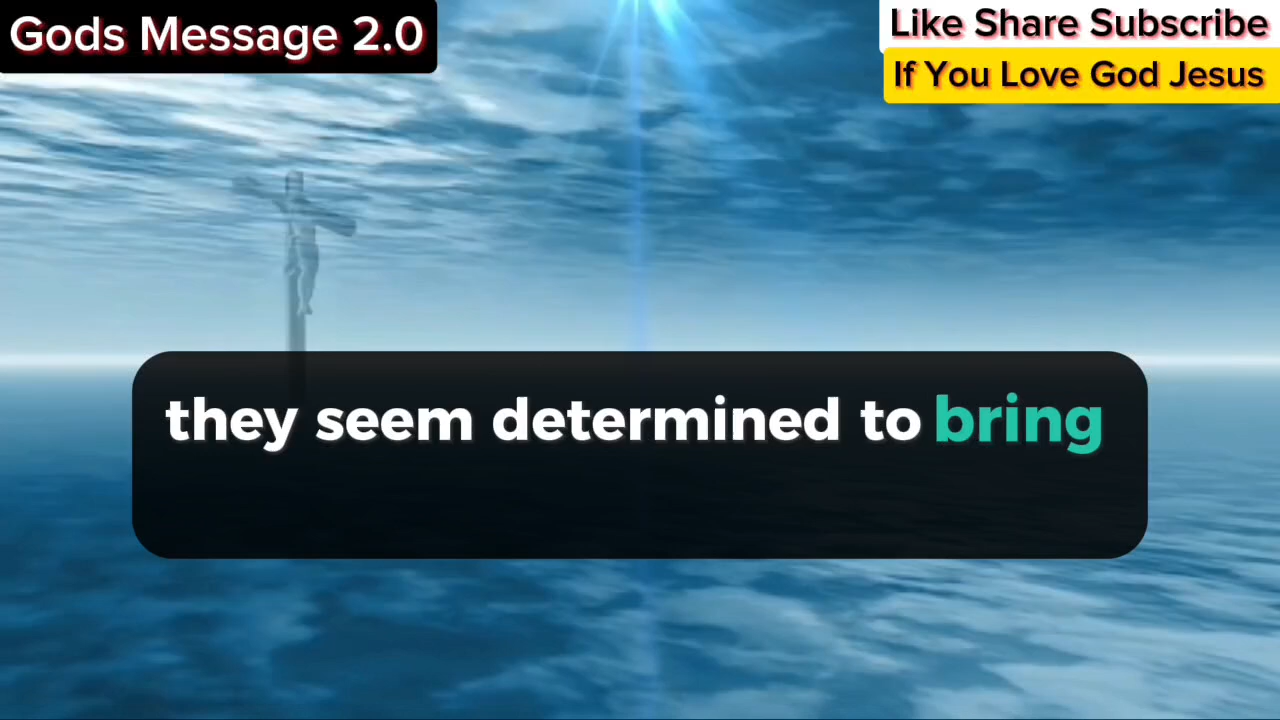 Gods Message 2.0
Like Share Subscribe
If You Love God Jesus
they seem determined to bring